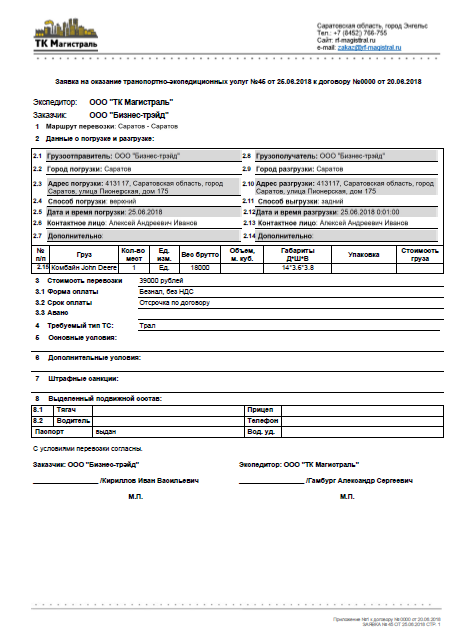 ТК Магистраль
Саратовская область, город Энгельс
Тел.: +7 (8452) 766-755
Сайт: rf-magistral.ru
e-mail: zakaz@rf-magistral.ru
Заявка на оказание транспортно-экспедиционных услуг №45 от 25.06.2018 к договору №0000 от 20.06.2018
Экспедитор: ООО "ТК Магистраль"
Заказчик: ООО "Бизнес-трэйд"
1 Маршрут перевозки: Саратов - Саратов
2 Данные о погрузке и разгрузке:
2.1 Грузоотправитель: ООО "Бизнес-трэйд" 2.8 Грузополучатель: ООО "Бизнес-трэйд"
2.2 Город погрузки: Саратов 2.9 Город разгрузки: Саратов
2.3 Адрес погрузки: 413117, Саратовская область, город Саратов, улица Пионерская, дом 175 2.10 Адрес разгрузки: 413117, Саратовская область, город Саратов, улица Пионерская, дом 175
2.4 Способ погрузки: верхний 2.11 Способ выгрузки: задний
2.5 Дата и время погрузки: 25.06.2018 2.12 Дата и время разгрузки: 25.06.2018 0:01:00
2.6 Контактное лицо: Алексей Андреевич Иванов 2.13 Контактное лицо: Алексей Андреевич Иванов
2.7 Дополнительно: 2.14 Дополнительно:
№ п/п Груз Кол-во мест Ед. изм. Вес брутто Объем, м. куб. Габариты Д*Ш*В Упаковка Стоимость груза
2.15 Комбайн John Deere 1 Ед. 18000 14*3.6*3.8
3 Стоимость перевозки 39000 рублей
3.1 Форма оплаты Безнал, без НДС
3.2 Срок оплаты Отсрочка по договору
3.3 Аванс
4 Требуемый тип ТС: Трал
5 Основные условия:
6 Дополнительные условия:
7 Штрафные санкции:
8 Выделенный подвижной состав:
8.1 Тягач Прицеп
8.2 Водитель Телефон
Паспорт выдан Вод. уд.
С условиями перевозки согласны.
Заказчик: ООО "Бизнес-трэйд" Экспедитор: ООО "ТК Магистраль"
/Кириллов Иван Васильевич /Гамбург Александр Сергеевич
М.П. М.П.
Приложение №1 к договору №0000 от 20.06.2018
ЗАЯВКА № 45 ОТ 25.06.2018 СТР. 1